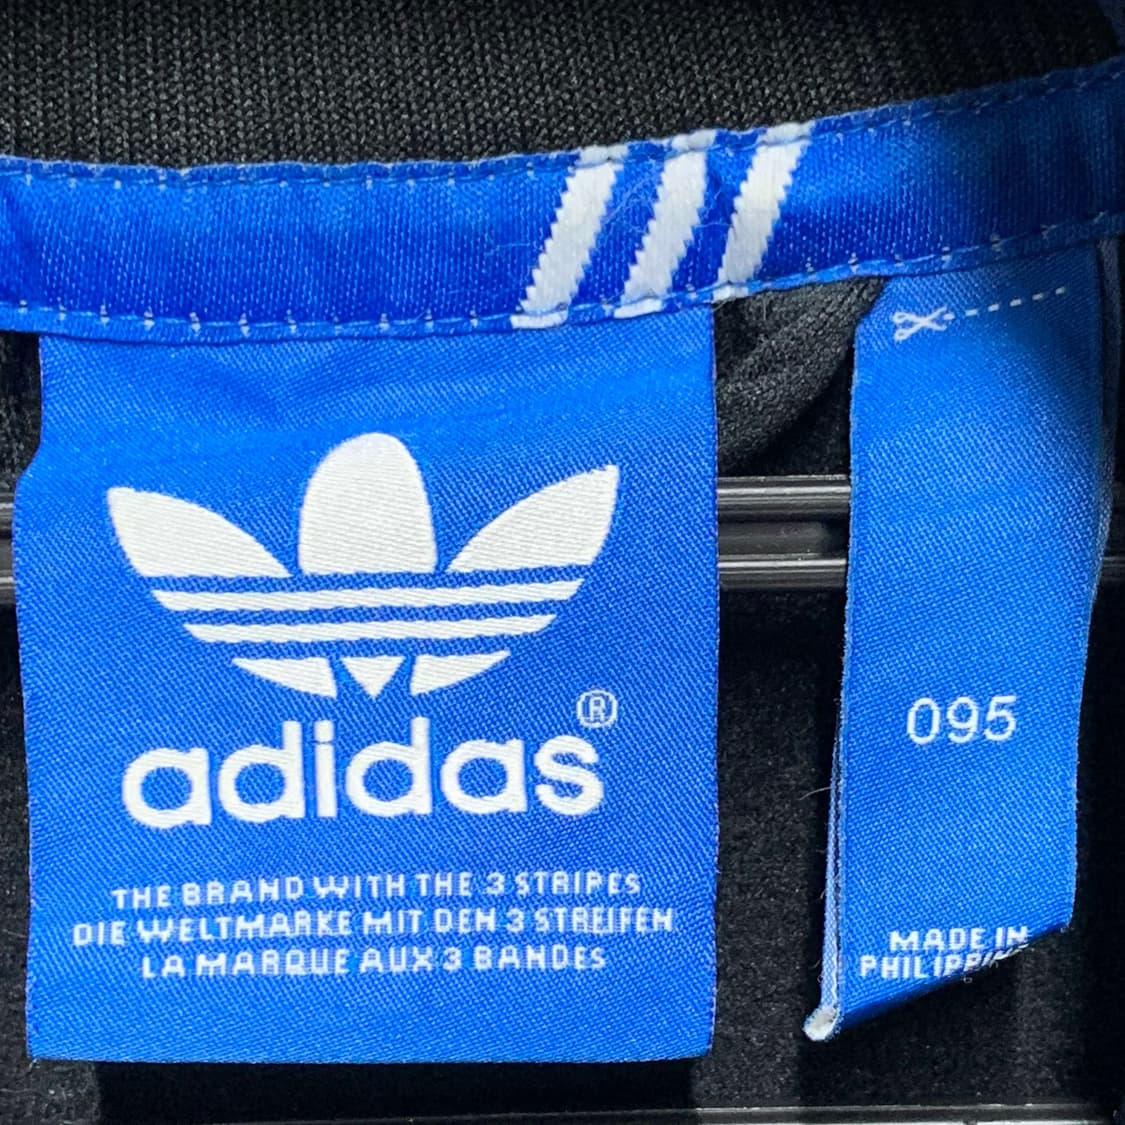 adidas®
THE BRAND WITH THE 3 STRIPES
DIE WELTMARKE MIT DEN 3 STREIFEN
LA MARQUE AUX 3 BANDES
095
MADE IN